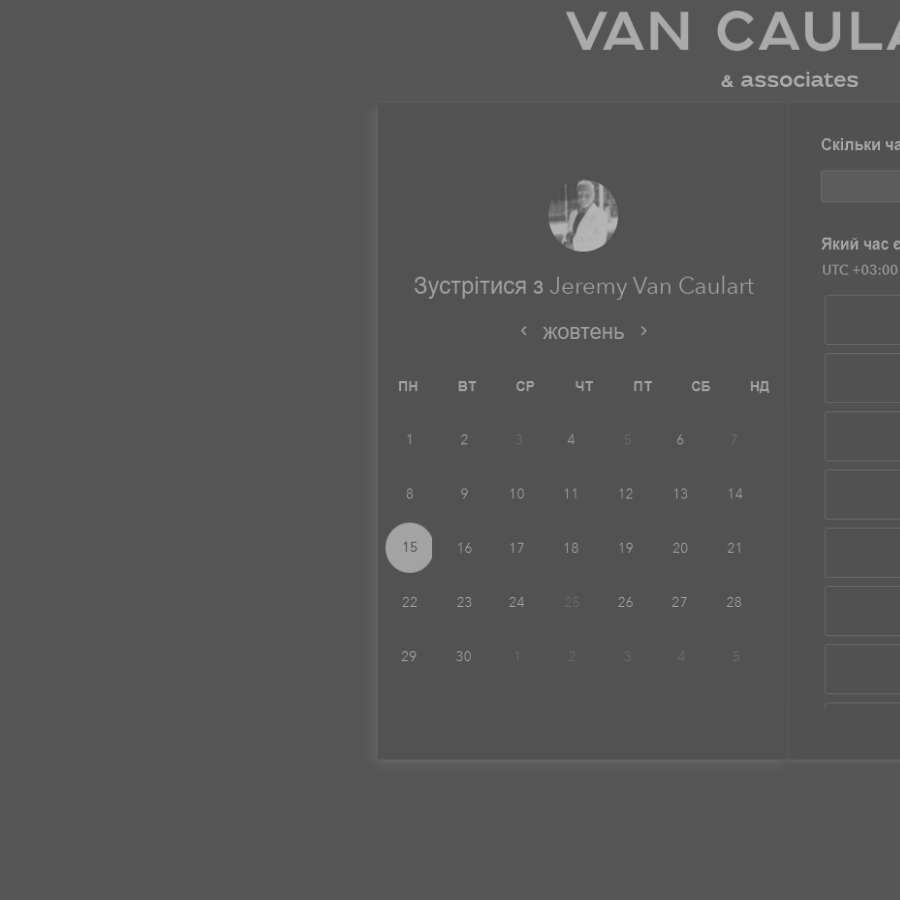 VAN CAULA
& associates
Зустрітися з Jeremy Van Caulart
‹ жовтень ›
ПН ВТ СР ЧТ ПТ СБ НД
1 2 3 4 5 6 7
8 9 10 11 12 13 14
15 16 17 18 19 20 21
22 23 24 25 26 27 28
29 30 1 2 3 4 5
Скільки ча
Який час є
UTC +03:00